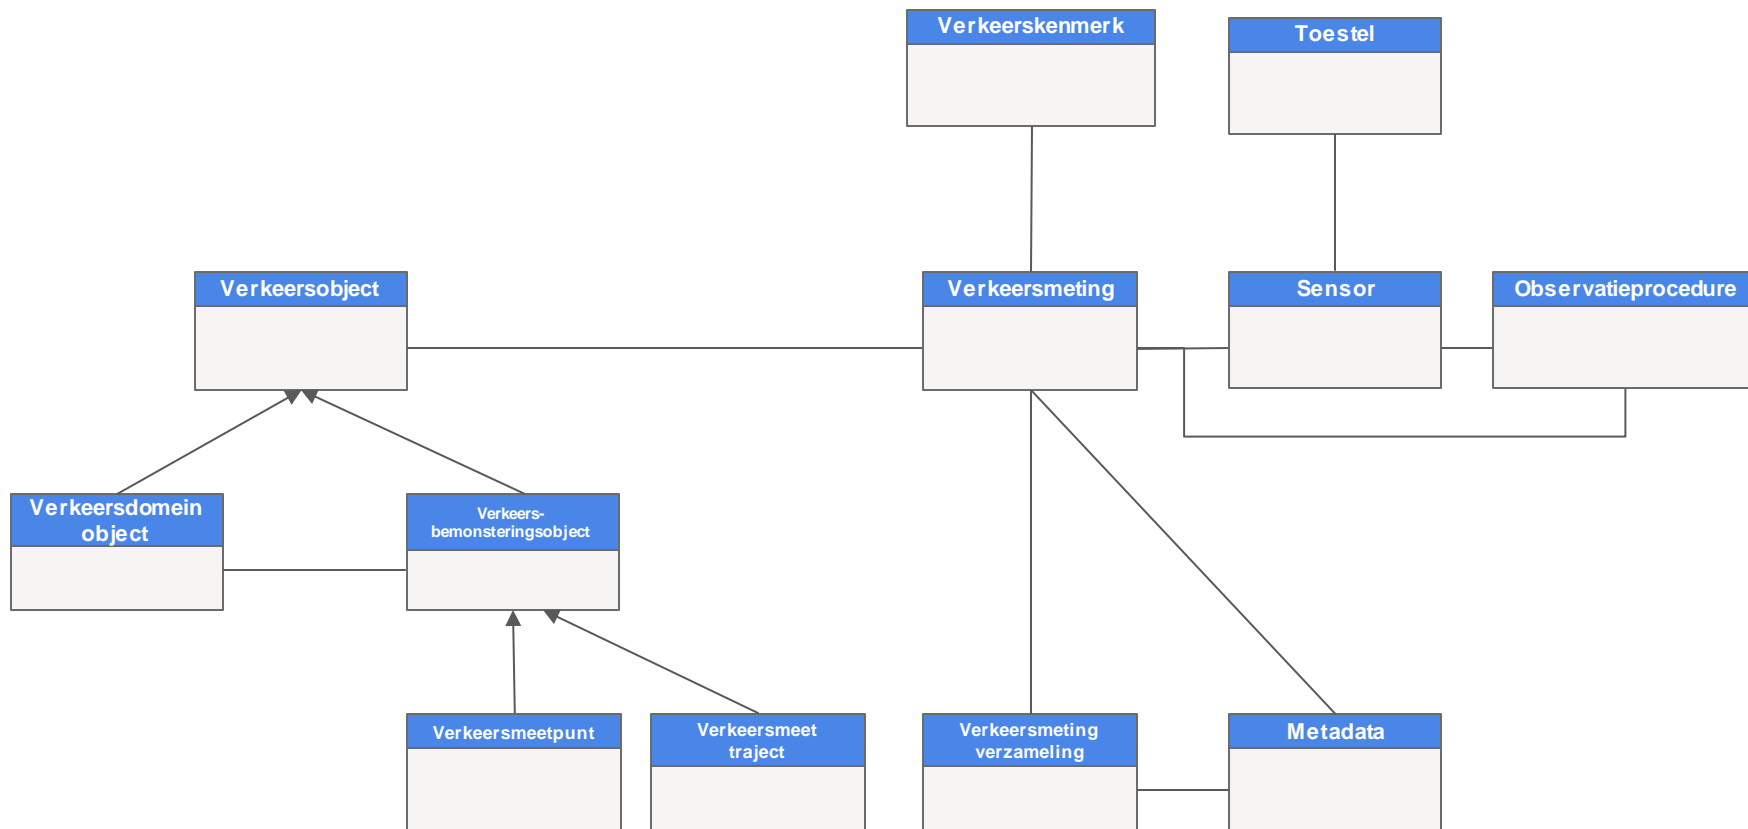 Verkeerskenmerk
Toestel
Verkeersobject
Verkeersmeting
Sensor
Observatieprocedure
Verkeersdomein
object
Verkeers-
bemonsteringsobject
Verkeersmeetpunt
Verkeersmeet
traject
Verkeersmeting
verzameling
Metadata